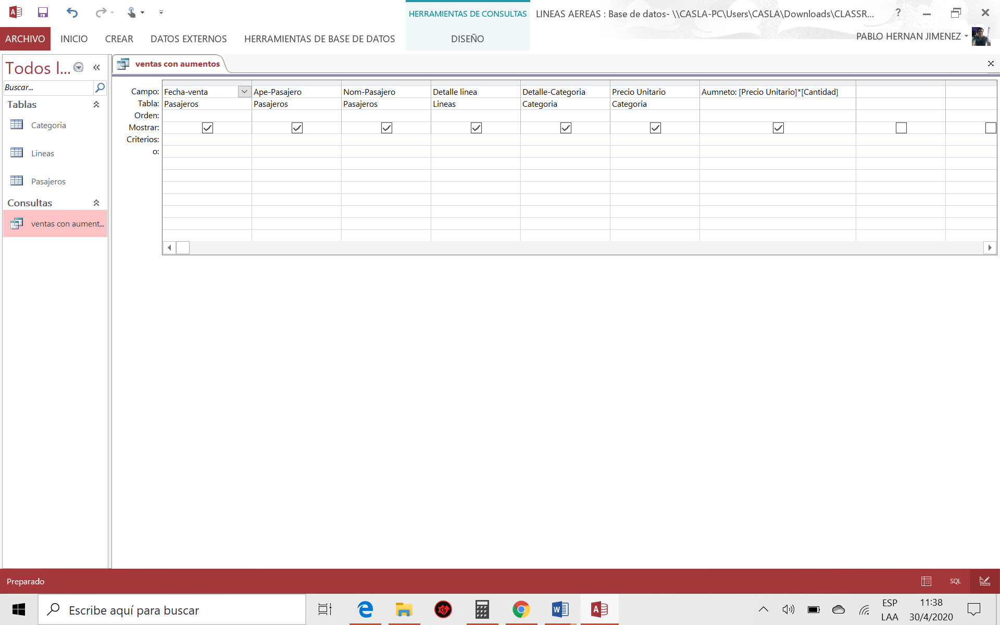 HERRAMIENTAS DE CONSULTAS
LINEAS AEREAS : Base de datos- \\CASLA-PC\Users\CASLA\Downloads\CLASSR...
?
ARCHIVO INICIO CREAR DATOS EXTERNOS HERRAMIENTAS DE BASE DE DATOS DISEÑO
PABLO HERNAN JIMENEZ
Todos l...
Buscar...
Tablas
Categoria
Lineas
Pasajeros
Consultas
ventas con aument...
ventas con aumentos
Campo: Fecha-venta Ape-Pasajero Nom-Pasajero Detalle linea Detalle-Categoria Precio Unitario Aumneto: [Precio Unitario]*[Cantidad]
Tabla: Pasajeros Pasajeros Pasajeros Lineas Categoria Categoria
Orden:
Mostrar:
Criterios:
o:
Preparado
SQL
Escribe aquí para buscar
ESP
LAA
11:38
30/4/2020